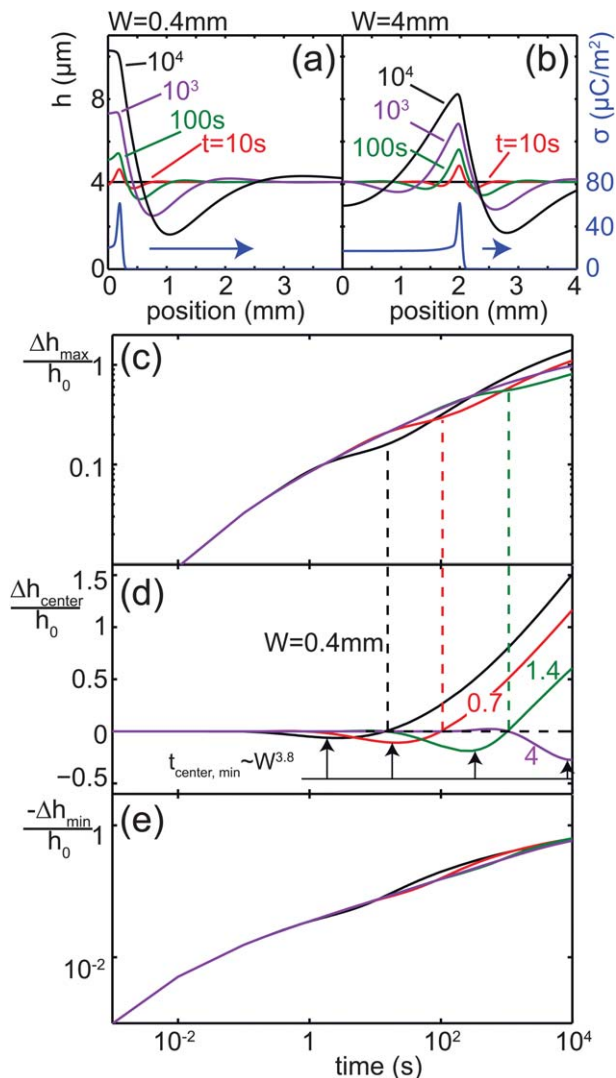 W=0.4mm
W=4mm
h (μm)
8
4
0
10⁴
10³
100s
t=10s
(a)
0 1 2 3
position (mm)
10⁴
10³
100s
t=10s
(b)
σ (μC/m²)
80
40
0
0 1 2 3 4
position (mm)
(c)
Δh_max
h₀
1
0.1
(d)
Δh_center
h₀
1.5
1.0
0.5
0
−0.5
W=0.4mm
0.7
1.4
4
t_center, min~W^3.8
(e)
-Δh_min
h₀
1
10⁻²
10⁻² 1 10² 10⁴
time (s)